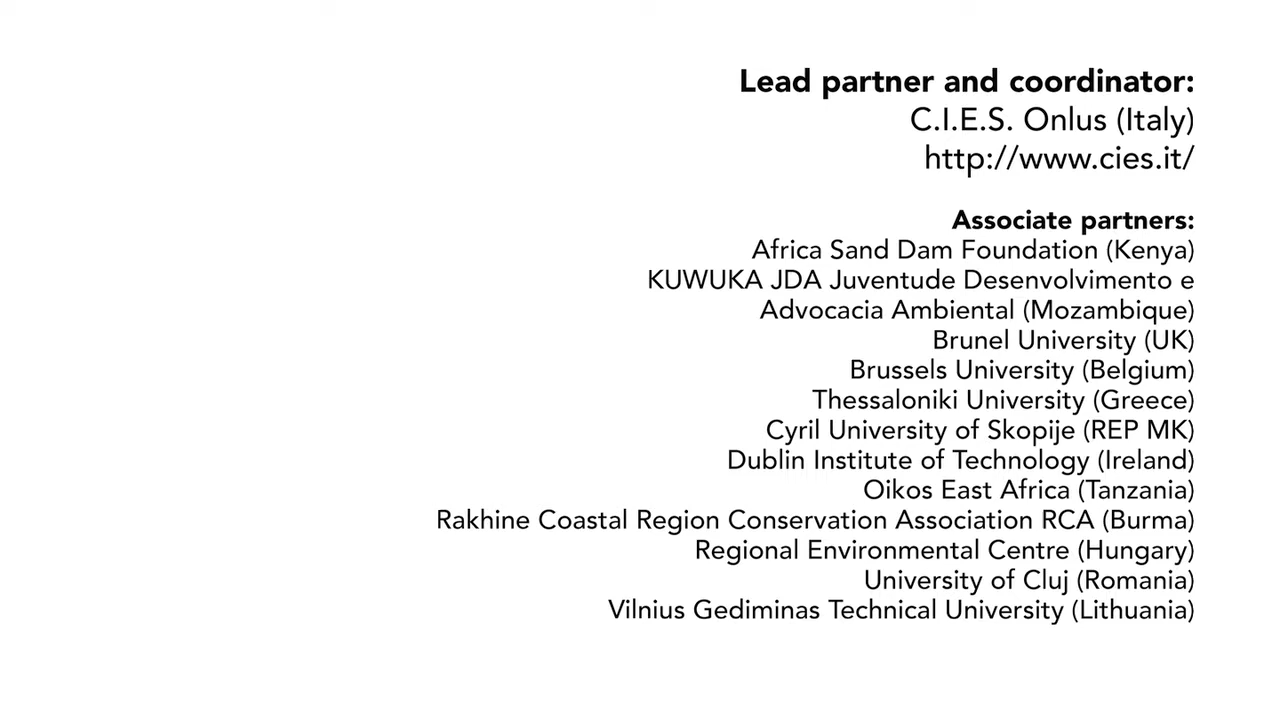 Lead partner and coordinator:
C.I.E.S. Onlus (Italy)
http://www.cies.it/
Associate partners:
Africa Sand Dam Foundation (Kenya)
KUWUKA JDA Juventude Desenvolvimento e
Advocacia Ambiental (Mozambique)
Brunel University (UK)
Brussels University (Belgium)
Thessaloniki University (Greece)
Cyril University of Skopije (REP MK)
Dublin Institute of Technology (Ireland)
Oikos East Africa (Tanzania)
Rakhine Coastal Region Conservation Association RCA (Burma)
Regional Environmental Centre (Hungary)
University of Cluj (Romania)
Vilnius Gediminas Technical University (Lithuania)